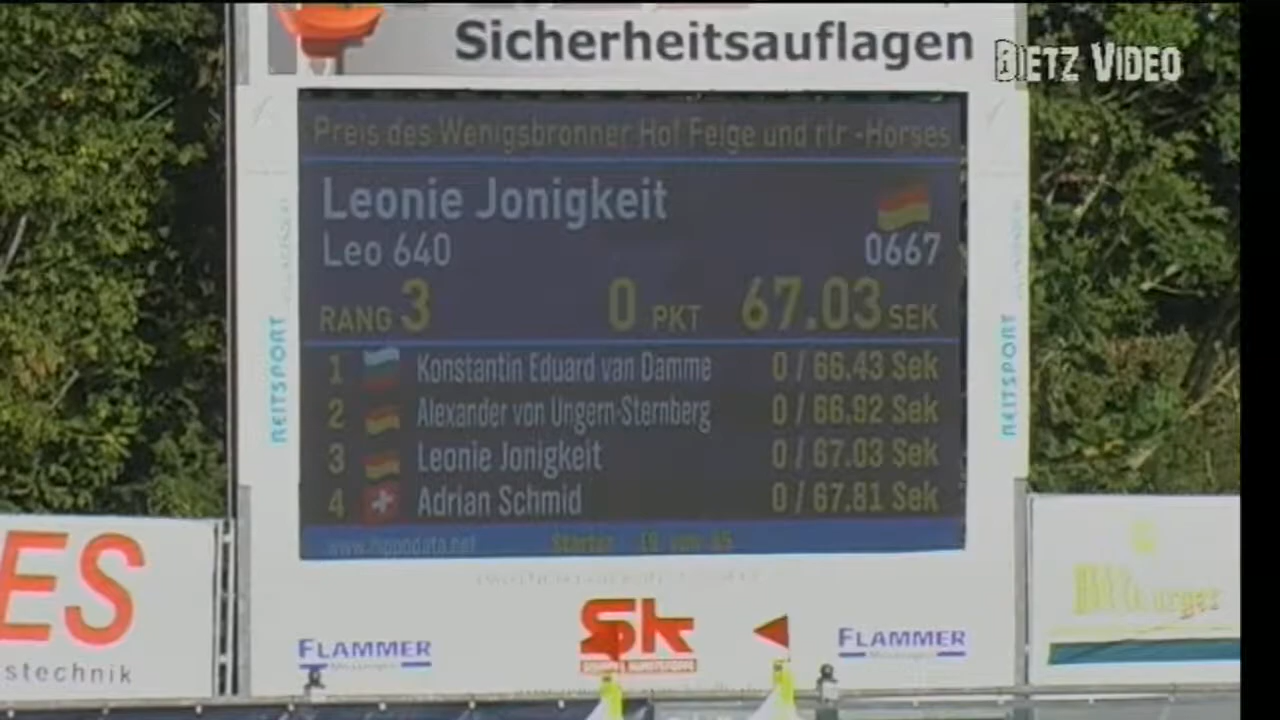 Sicherheitsauflagen
DIETZ VIDEO
Preis des Wenigsbronner Hof Feige und rlr -Horses
Leonie Jonigkeit
Leo 640
0667
RANG 3 0 PKT 67.03 SEK
1 Konstantin Eduard van Damme 0 / 66.43 Sek
2 Alexander von Ungern-Sternberg 0 / 66.92 Sek
3 Leonie Jonigkeit 0 / 67.03 Sek
4 Adrian Schmid 0 / 67.81 Sek
www.hippodata.net Starter
REITSPORT
REITSPORT
ES
stechnik
FLAMMER
sk
FLAMMER